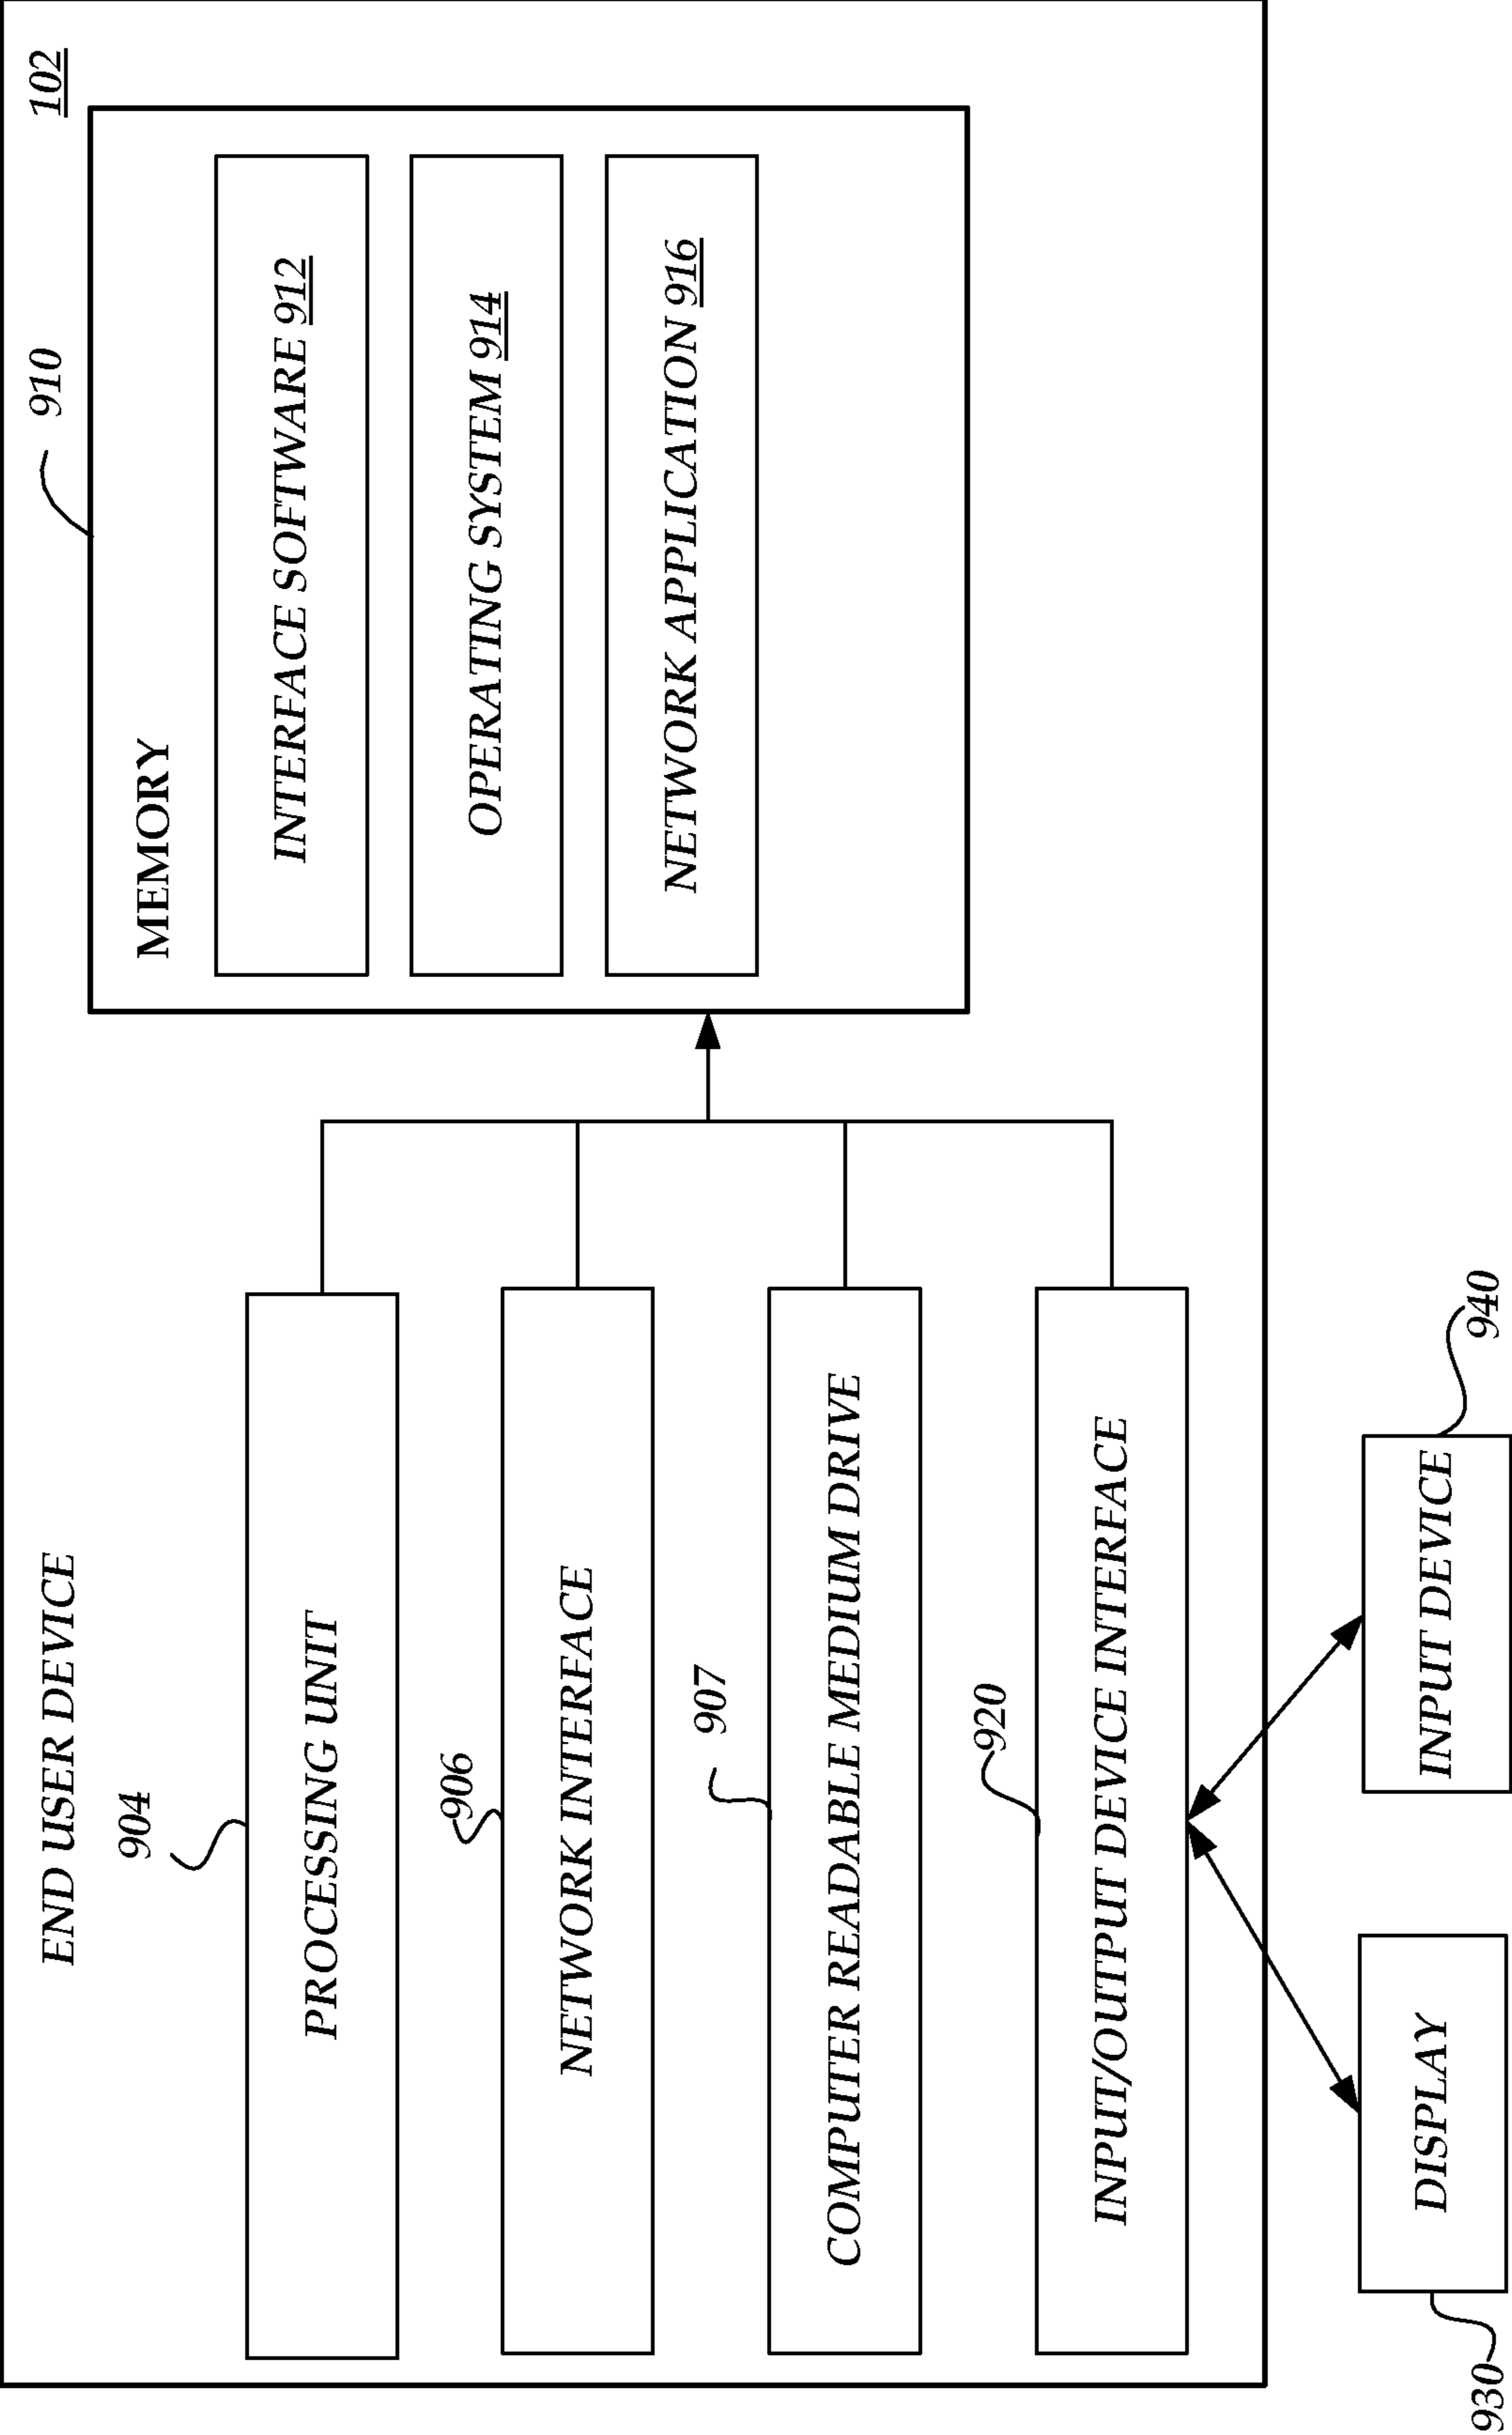 END USER DEVICE
102
904
PROCESSING UNIT
906
NETWORK INTERFACE
907
COMPUTER READABLE MEDIUM DRIVE
920
INPUT/OUTPUT DEVICE INTERFACE
910
MEMORY
INTERFACE SOFTWARE 912
OPERATING SYSTEM 914
NETWORK APPLICATION 916
930
DISPLAY
INPUT DEVICE
940